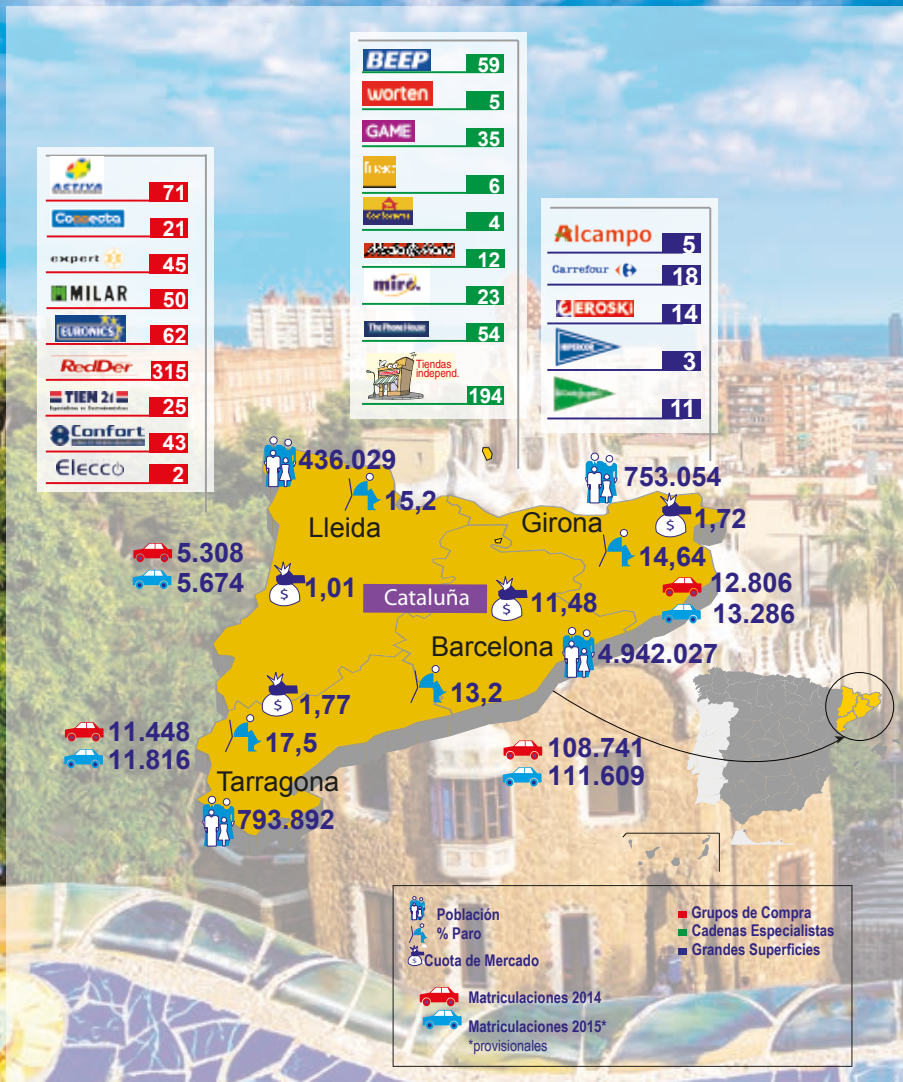 BEEP 59
worten 5
GAME 35
fnac 6
Conforama 4
12
miró. 23
The Phone House 54
Tiendas
independ.
194
ASTIXA 71
Connecta 21
expert 45
MILAR 50
EURONICS 62
RedDer 315
TIEN 21 25
Confort 43
Elecco 2
Alcampo 5
Carrefour 18
EROSKI 14
HIPERCOR 3
11
436.029
15,2
Lleida
753.054
Girona
1,72
14,64
5.308
5.674
$ 1,01
Cataluña
$ 11,48
12.806
13.286
Barcelona
4.942.027
13,2
$ 1,77
11.448
11.816
17,5
Tarragona
793.892
108.741
111.609
Población
% Paro
$ Cuota de Mercado
Matriculaciones 2014
Matriculaciones 2015*
*provisionales
Grupos de Compra
Cadenas Especialistas
Grandes Superficies